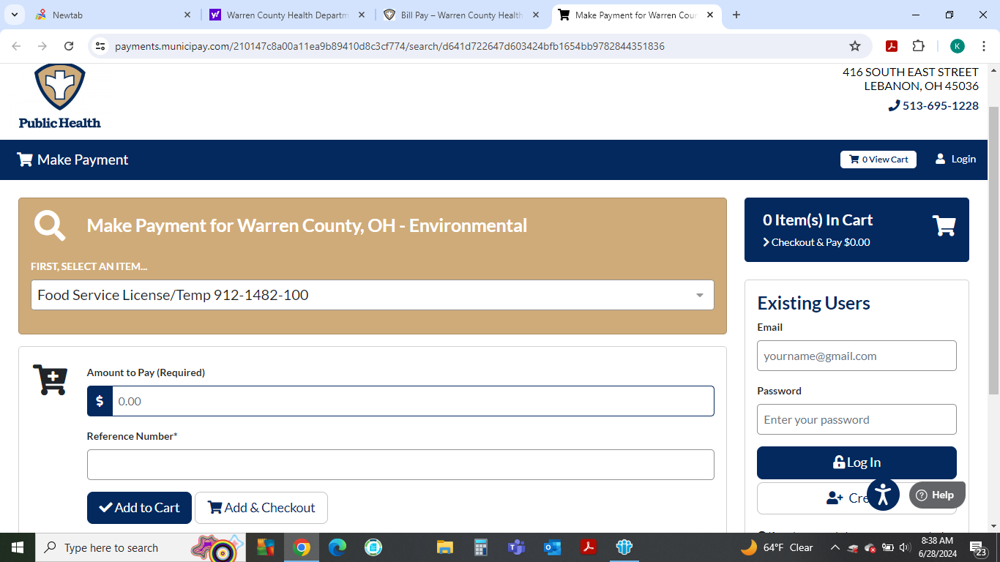 Newtab
Warren County Health Departm
Bill Pay – Warren County Health
Make Payment for Warren Coun
payments.municipay.com/210147c8a00a11ea9b89410d8c3cf774/search/d641d722647d603424bfb1654bb9782844351836
K
416 SOUTH EAST STREET
LEBANON, OH 45036
513-695-1228
Public Health
Make Payment
0 View Cart
Login
Make Payment for Warren County, OH - Environmental
FIRST, SELECT AN ITEM...
Food Service License/Temp 912-1482-100
0 Item(s) In Cart
Checkout & Pay $0.00
Existing Users
Email
yourname@gmail.com
Password
Enter your password
Log In
Cre
Help
Amount to Pay (Required)
$ 0.00
Reference Number*
Add to Cart
Add & Checkout
Type here to search
64°F Clear
8:38 AM
6/28/2024
23